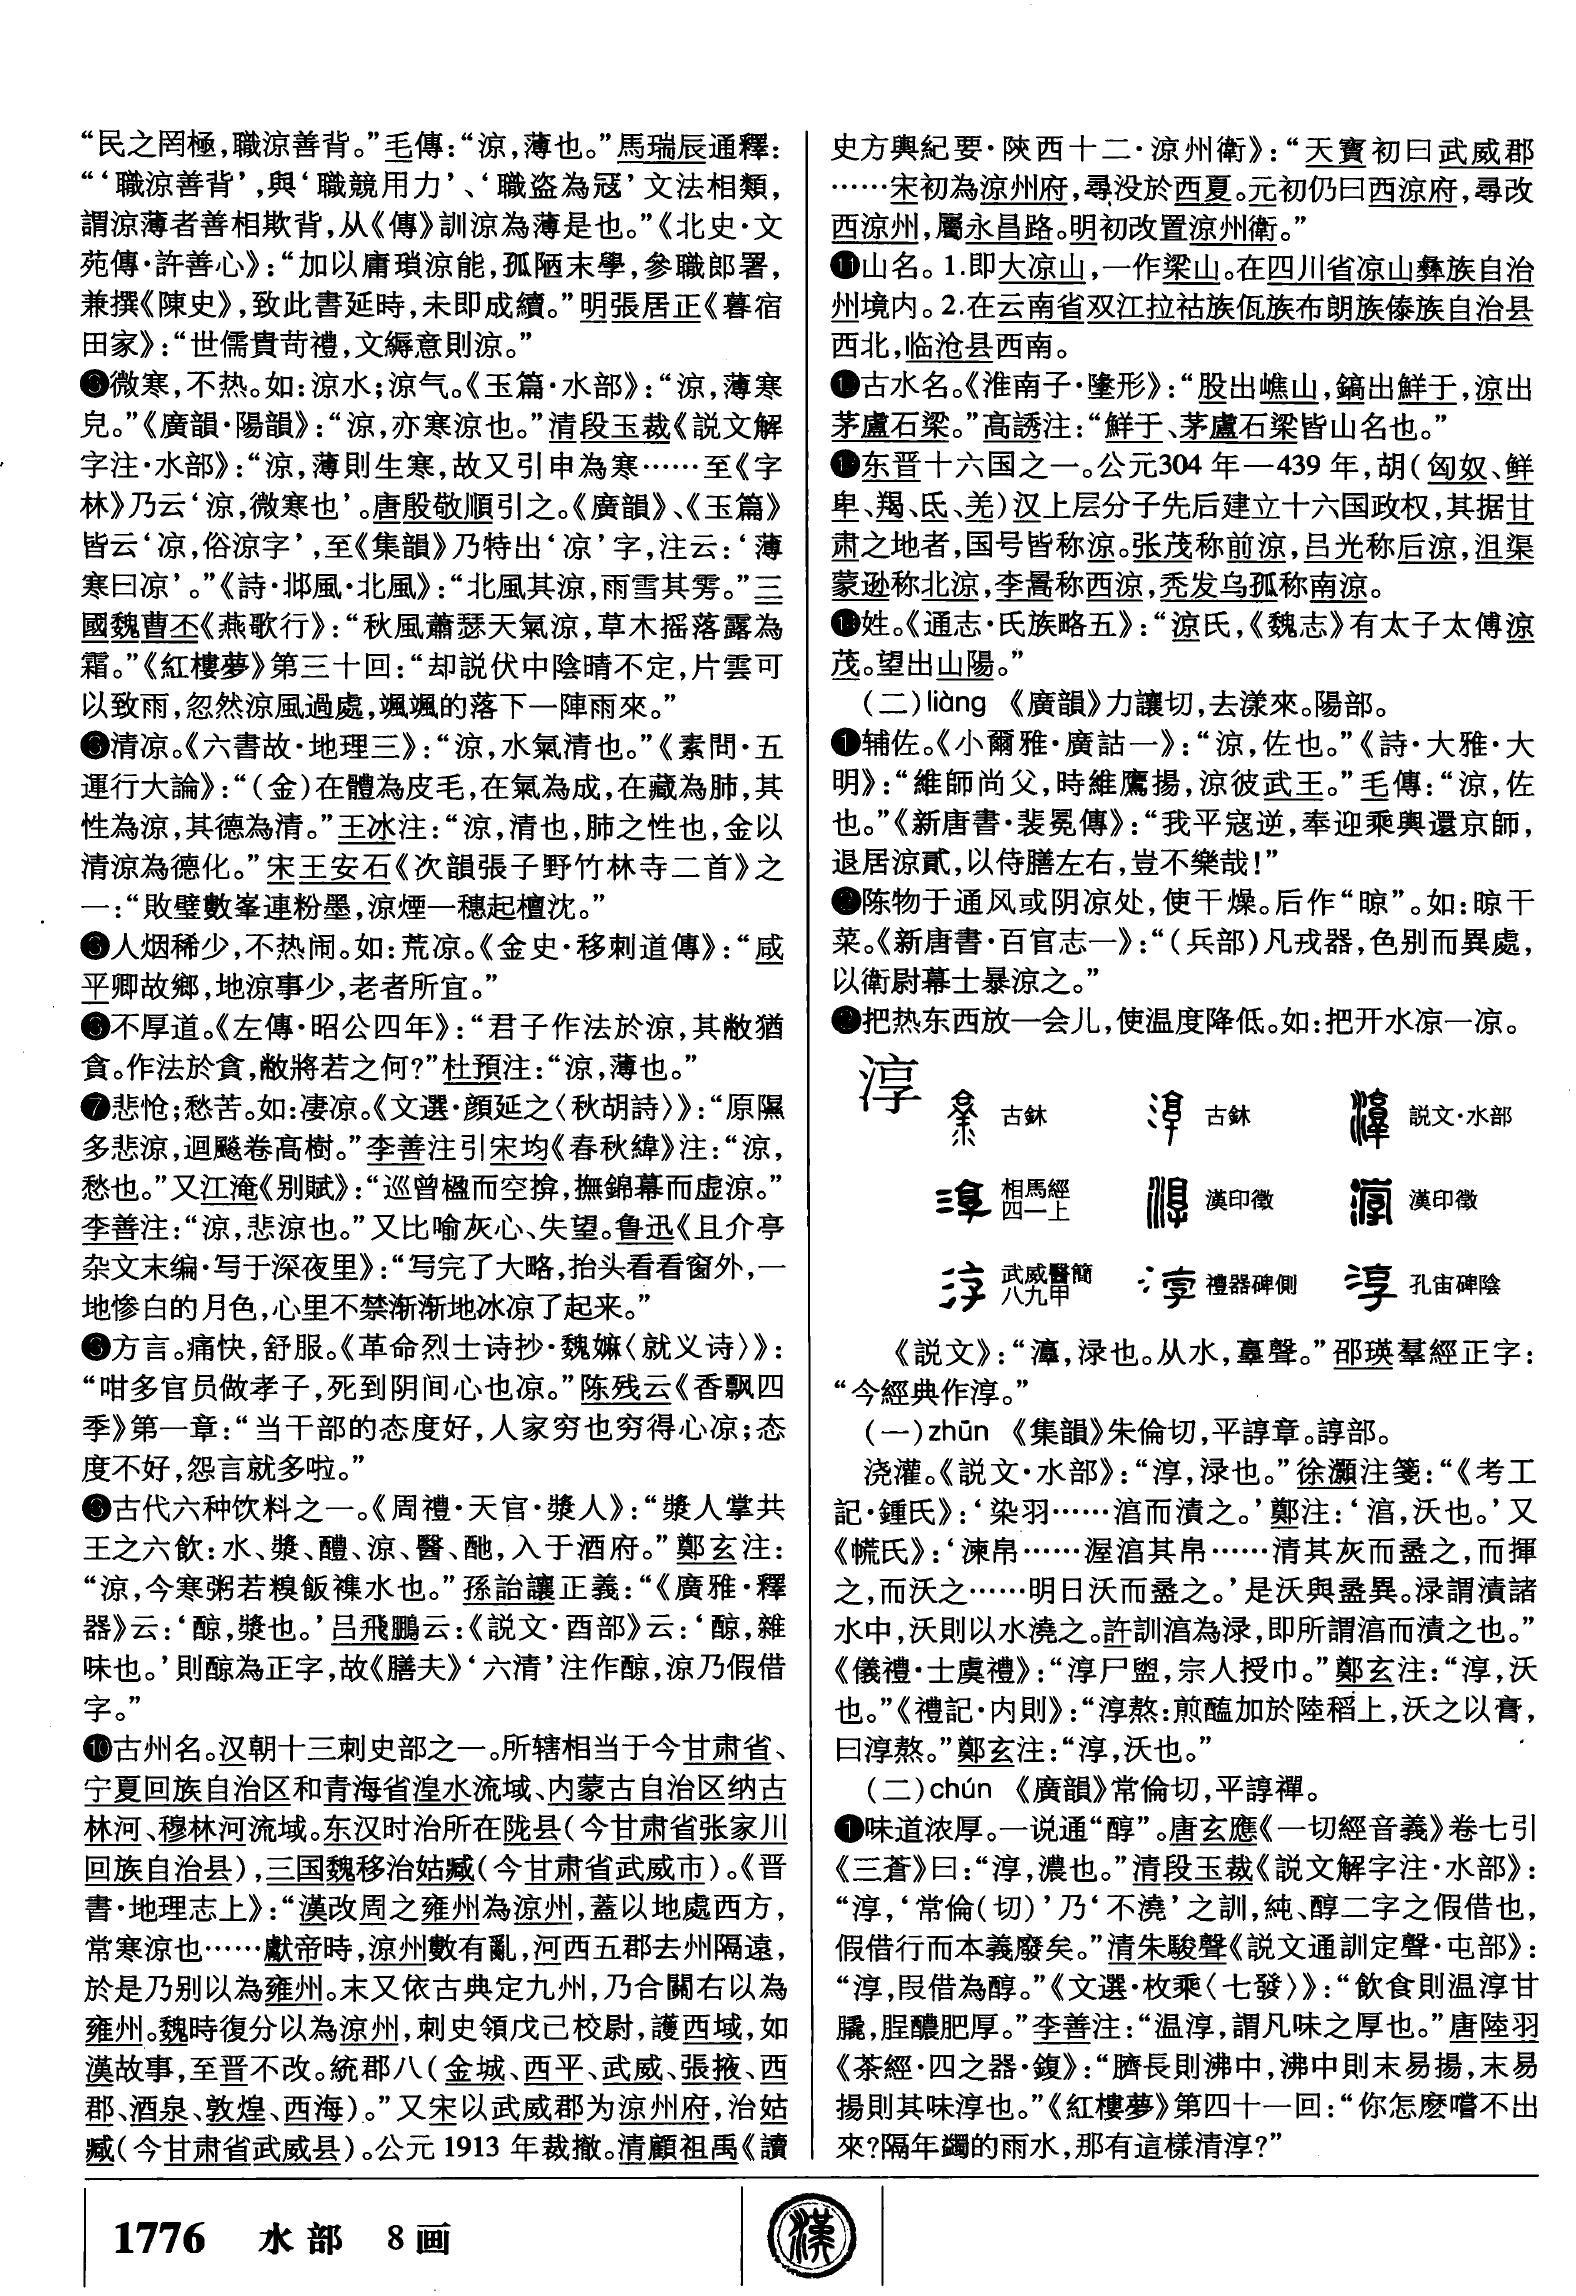 “民之罔極，職涼善背。”毛傳：“涼，薄也。”馬瑞辰通釋：
“‘職涼善背’，與‘職競用力’、‘職盗為寇’文法相類，
謂涼薄者善相欺背，从《傳》訓涼為薄是也。”《北史·文
苑傳·許善心》：“加以庸瑣涼能，孤陋末學，參職郎署，
兼撰《陳史》，致此書延時，未即成續。”明張居正《暮宿
田家》：“世儒貴苛禮，文縟意則涼。”
❸微寒，不热。如：涼水；涼气。《玉篇·水部》：“涼，薄寒
皃。”《廣韻·陽韻》：“涼，亦寒涼也。”清段玉裁《説文解
字注·水部》：“涼，薄則生寒，故又引申為寒……至《字
林》乃云‘涼，微寒也’。唐殷敬順引之。《廣韻》、《玉篇》
皆云‘凉，俗涼字’，至《集韻》乃特出‘凉’字，注云：‘薄
寒曰凉’。”《詩·邶風·北風》：“北風其涼，雨雪其雱。”三
國魏曹丕《燕歌行》：“秋風蕭瑟天氣涼，草木摇落露為
霜。”《紅樓夢》第三十回：“却説伏中陰晴不定，片雲可
以致雨，忽然涼風過處，颯颯的落下一陣雨來。”
清凉。《六書故·地理三》：“涼，水氣清也。”《素問·五
運行大論》：“（金）在體為皮毛，在氣為成，在藏為肺，其
性為涼，其德為清。”王冰注：“涼，清也，肺之性也，金以
清涼為德化。”宋王安石《次韻張子野竹林寺二首》之
一：“敗璧數峯連粉墨，涼煙一穗起檀沈。”
人烟稀少，不热闹。如：荒凉。《金史·移剌道傳》：“咸
平卿故鄉，地涼事少，老者所宜。”
不厚道。《左傳·昭公四年》：“君子作法於涼，其敝猶
貪。作法於貪，敝將若之何？”杜預注：“涼，薄也。”
❼悲怆；愁苦。如：凄凉。《文選·顔延之〈秋胡詩〉》：“原隰
多悲涼，迴飈卷高樹。”李善注引宋均《春秋緯》注：“涼，
愁也。”又江淹《别賦》：“巡曾楹而空揜，撫錦幕而虚涼。”
李善注：“涼，悲涼也。”又比喻灰心、失望。鲁迅《且介亭
杂文末编·写于深夜里》：“写完了大略，抬头看看窗外，一
地惨白的月色，心里不禁渐渐地冰凉了起来。”
方言。痛快，舒服。《革命烈士诗抄·魏嫲〈就义诗〉》：
“咁多官员做孝子，死到阴间心也凉。”陈残云《香飘四
季》第一章：“当干部的态度好，人家穷也穷得心凉；态
度不好，怨言就多啦。”
古代六种饮料之一。《周禮·天官·漿人》：“漿人掌共
王之六飲：水、漿、醴、涼、醫、酏，入于酒府。”鄭玄注：
“涼，今寒粥若糗飯襍水也。”孫詒讓正義：“《廣雅·釋
器》云：‘䣼，漿也。’吕飛鵬云：《説文·酉部》云：‘䣼，雜
味也。’則䣼為正字，故《膳夫》‘六清’注作䣼，涼乃假借
字。”
❿古州名。汉朝十三刺史部之一。所辖相当于今甘肃省、
宁夏回族自治区和青海省湟水流域、内蒙古自治区纳古
林河、穆林河流域。东汉时治所在陇县（今甘肃省张家川
回族自治县），三国魏移治姑臧（今甘肃省武威市）。《晋
書·地理志上》：“漢改周之雍州為涼州，蓋以地處西方，
常寒涼也……獻帝時，涼州數有亂，河西五郡去州隔遠，
於是乃别以為雍州。末又依古典定九州，乃合關右以為
雍州。魏時復分以為涼州，刺史領戊己校尉，護西域，如
漢故事，至晋不改。統郡八（金城、西平、武威、張掖、西
郡、酒泉、敦煌、西海）。”又宋以武威郡为涼州府，治姑
臧（今甘肃省武威县）。公元1913年裁撤。清顧祖禹《讀
史方輿紀要·陝西十二·涼州衛》：“天寶初曰武威郡
……宋初為涼州府，尋没於西夏。元初仍曰西涼府，尋改
西涼州，屬永昌路。明初改置涼州衛。”
⓫山名。1.即大凉山，一作梁山。在四川省凉山彝族自治
州境内。2.在云南省双江拉祜族佤族布朗族傣族自治县
西北，临沧县西南。
古水名。《淮南子·墬形》：“股出嶕山，鎬出鮮于，涼出
茅盧石梁。”高誘注：“鮮于、茅盧石梁皆山名也。”
东晋十六国之一。公元304年—439年，胡（匈奴、鲜
卑、羯、氐、羌）汉上层分子先后建立十六国政权，其据甘
肃之地者，国号皆称涼。张茂称前涼，吕光称后涼，沮渠
蒙逊称北涼，李暠称西涼，秃发乌孤称南涼。
姓。《通志·氏族略五》：“涼氏，《魏志》有太子太傅涼
茂。望出山陽。”
（二）liàng 《廣韻》力讓切，去漾來。陽部。
❶辅佐。《小爾雅·廣詁一》：“涼，佐也。”《詩·大雅·大
明》：“維師尚父，時維鷹揚，涼彼武王。”毛傳：“涼，佐
也。”《新唐書·裴冕傳》：“我平寇逆，奉迎乘輿還京師，
退居涼貳，以侍膳左右，豈不樂哉！”
❷陈物于通风或阴凉处，使干燥。后作“晾”。如：晾干
菜。《新唐書·百官志一》：“（兵部）凡戎器，色别而異處，
以衛尉幕士暴涼之。”
把热东西放一会儿，使温度降低。如：把开水凉一凉。
淳
古鉥 古鉥 説文·水部
相馬經四一上 漢印徵 漢印徵
武威醫簡八九甲 禮器碑側 孔宙碑陰
《説文》：“𣶘，渌也。从水，𦎧聲。”邵瑛羣經正字：
“今經典作淳。”
（一）zhūn 《集韻》朱倫切，平諄章。諄部。
浇灌。《説文·水部》：“淳，渌也。”徐灝注箋：“《考工
記·鍾氏》：‘染羽……湻而漬之。’鄭注：‘湻，沃也。’又
《㡃氏》：‘湅帛……渥湻其帛……清其灰而盝之，而揮
之，而沃之……明日沃而盝之。’是沃與盝異。渌謂漬諸
水中，沃則以水澆之。許訓湻為渌，即所謂湻而漬之也。”
《儀禮·士虞禮》：“淳尸盥，宗人授巾。”鄭玄注：“淳，沃
也。”《禮記·内則》：“淳熬：煎醢加於陸稻上，沃之以膏，
曰淳熬。”鄭玄注：“淳，沃也。”
（二）chún 《廣韻》常倫切，平諄禪。
❶味道浓厚。一说通“醇”。唐玄應《一切經音義》卷七引
《三蒼》曰：“淳，濃也。”清段玉裁《説文解字注·水部》：
“淳，‘常倫（切）’乃‘不澆’之訓，純、醇二字之假借也，
假借行而本義廢矣。”清朱駿聲《説文通訓定聲·屯部》：
“淳，叚借為醇。”《文選·枚乘〈七發〉》：“飲食則温淳甘
膬，脭醲肥厚。”李善注：“温淳，謂凡味之厚也。”唐陸羽
《茶經·四之器·鍑》：“臍長則沸中，沸中則末易揚，末易
揚則其味淳也。”《紅樓夢》第四十一回：“你怎麽嚐不出
來？隔年蠲的雨水，那有這樣清淳？”
1776 水部 8画
漢